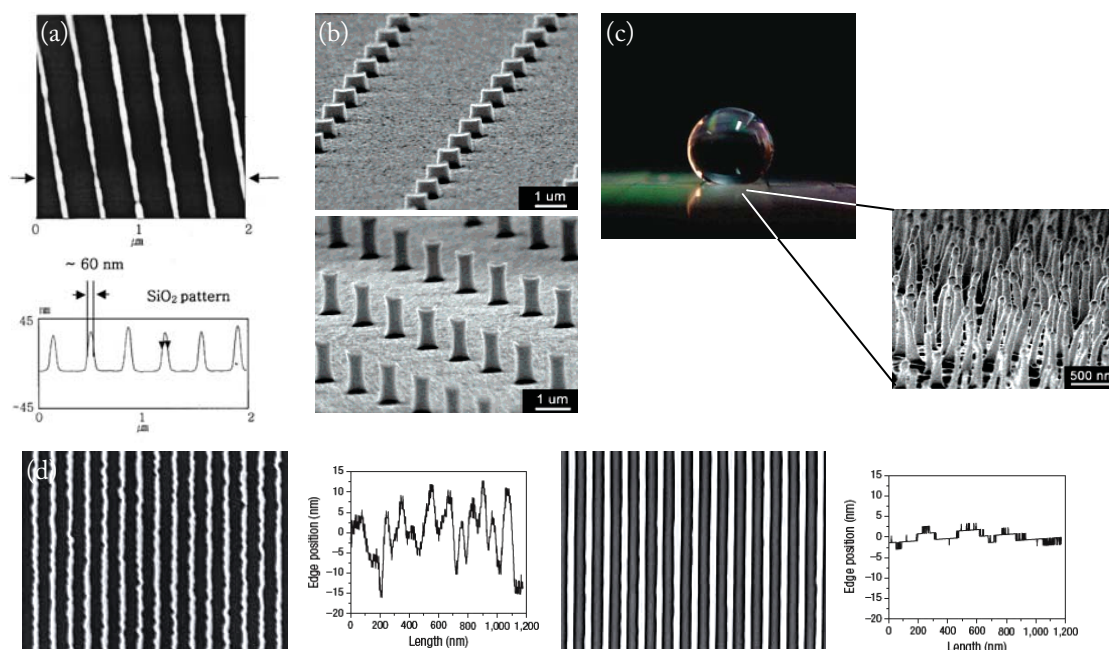 (a)
0 1 2
μm
~ 60 nm
SiO₂ pattern
nm
45
−45
0 1 2
μm
(b)
1 um
1 um
(c)
500 nm
(d)
Edge position (nm)
15
10
5
0
−5
−10
−15
−20
0 200 400 600 800 1,000 1,200
Length (nm)
Edge position (nm)
15
10
5
0
−5
−10
−15
−20
0 200 400 600 800 1,000 1,200
Length (nm)